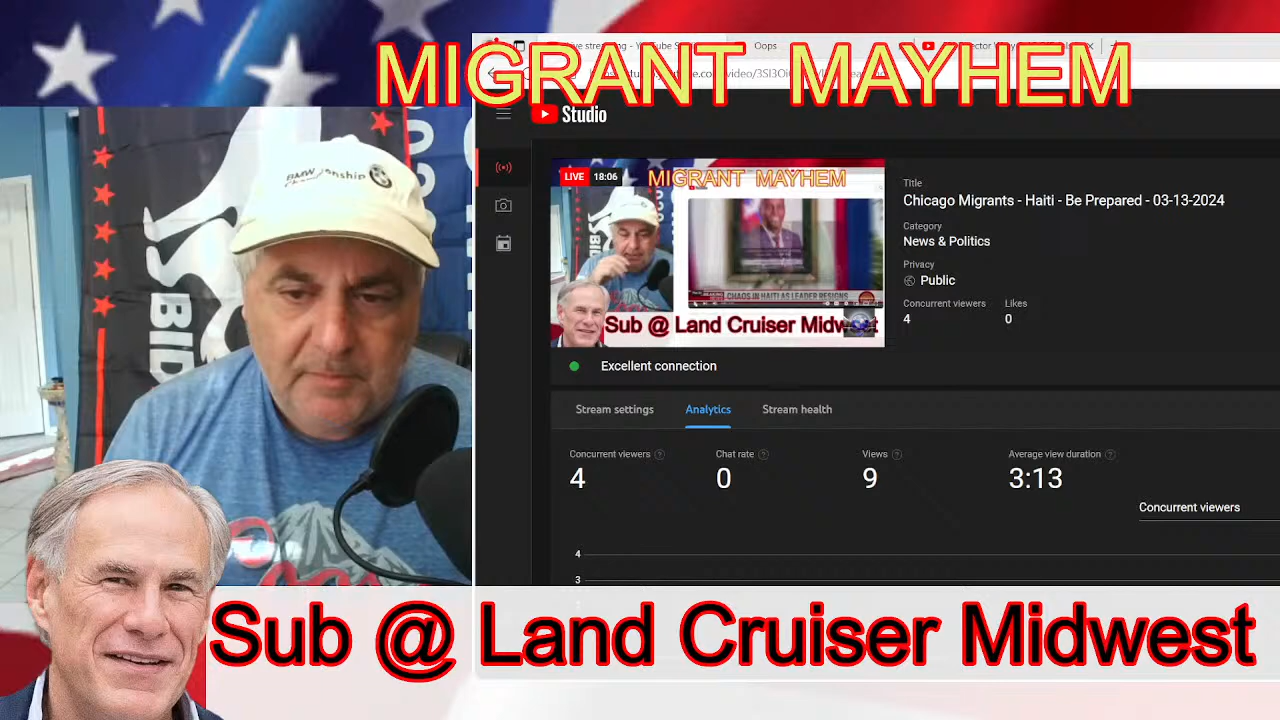 MIGRANT MAYHEM
Oops
Studio
LIVE 18:06
MIGRANT MAYHEM
CHAOS IN HAITI AS LEADER RESIGNS
Sub @ Land Cruiser Midwest
Title
Chicago Migrants - Haiti - Be Prepared - 03-13-2024
Category
News & Politics
Privacy
Public
Concurrent viewers Likes
4 0
Excellent connection
Stream settings Analytics Stream health
Concurrent viewers Chat rate Views Average view duration
4 0 9 3:13
Concurrent viewers
4
3
BMW
Sub @ Land Cruiser Midwest